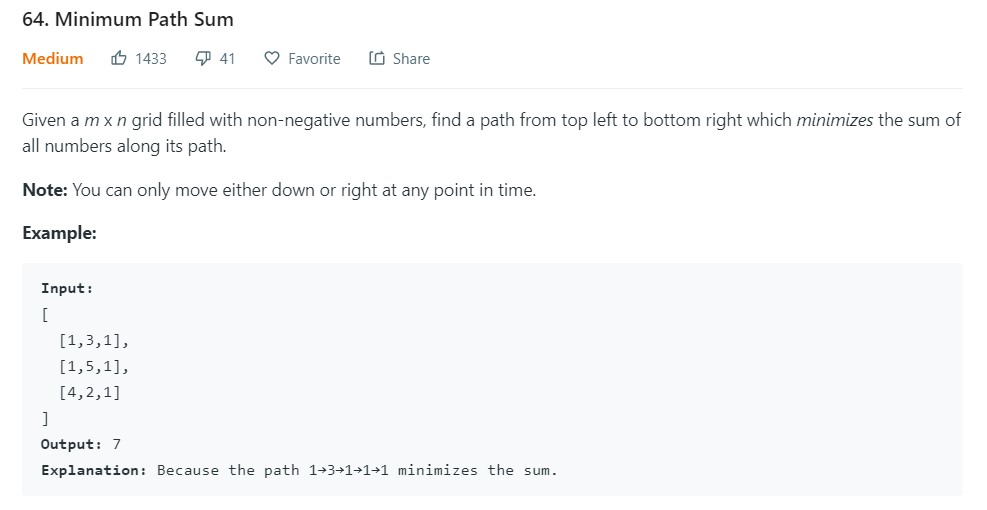 64. Minimum Path Sum
Medium 1433 41 Favorite Share
Given a m x n grid filled with non-negative numbers, find a path from top left to bottom right which minimizes the sum of
all numbers along its path.
Note: You can only move either down or right at any point in time.
Example:
Input:
[
  [1,3,1],
  [1,5,1],
  [4,2,1]
]
Output: 7
Explanation: Because the path 1→3→1→1→1 minimizes the sum.